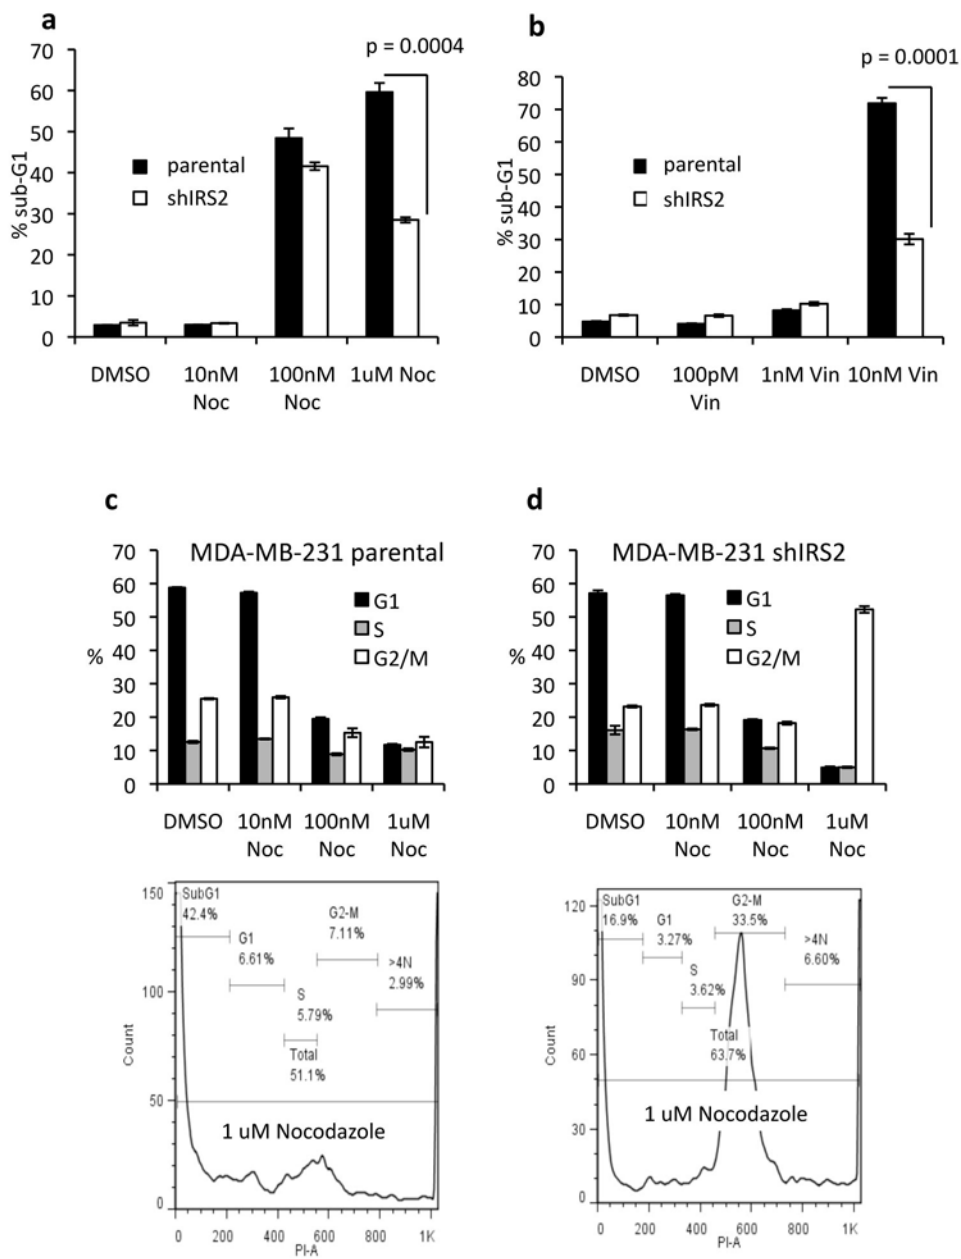 a
p = 0.0004
70
60
50
40
30
20
10
0
% sub-G1
parental
shIRS2
DMSO 10nM Noc 100nM Noc 1uM Noc
b
p = 0.0001
80
70
60
50
40
30
20
10
0
% sub-G1
parental
shIRS2
DMSO 100pM Vin 1nM Vin 10nM Vin
c
MDA-MB-231 parental
70
60
50
40
30
20
10
0
%
G1
S
G2/M
DMSO 10nM Noc 100nM Noc 1uM Noc
150
100
50
0
Count
SubG1
42.4%
G1
6.61%
S
5.79%
G2-M
7.11%
>4N
2.99%
Total
51.1%
1 uM Nocodazole
0 200 400 600 800 1K
PI-A
d
MDA-MB-231 shIRS2
70
60
50
40
30
20
10
0
%
G1
S
G2/M
DMSO 10nM Noc 100nM Noc 1uM Noc
120
90
60
30
0
Count
SubG1
16.9%
G1
3.27%
S
3.62%
G2-M
33.5%
>4N
6.60%
Total
63.7%
1 uM Nocodazole
0 200 400 600 800 1K
PI-A